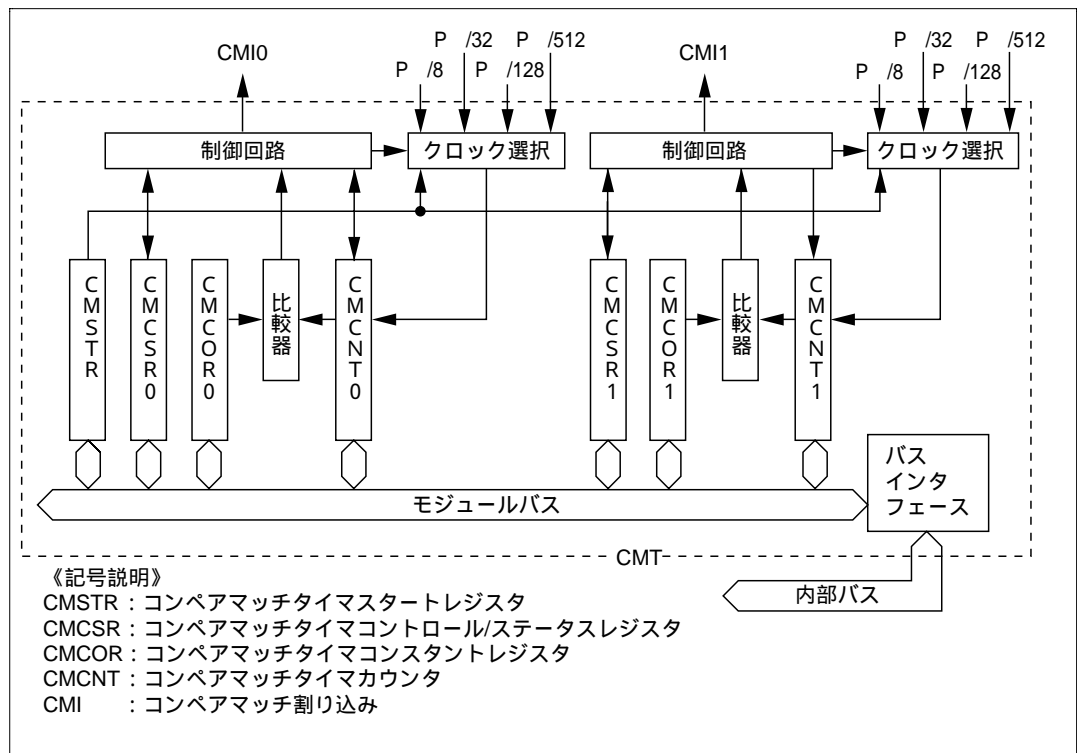 P /32 P /512
CMI0
P /8 P /128
P /32 P /512
CMI1
P /8 P /128
制御回路
クロック選択
制御回路
クロック選択
CMSTR
CMCSR0
CMCOR0
比較器
CMCNT0
CMCSR1
CMCOR1
比較器
CMCNT1
モジュールバス
バス
インタ
フェース
CMT
内部バス
《記号説明》
CMSTR：コンペアマッチタイマスタートレジスタ
CMCSR：コンペアマッチタイマコントロール/ステータスレジスタ
CMCOR：コンペアマッチタイマコンスタントレジスタ
CMCNT：コンペアマッチタイマカウンタ
CMI ：コンペアマッチ割り込み